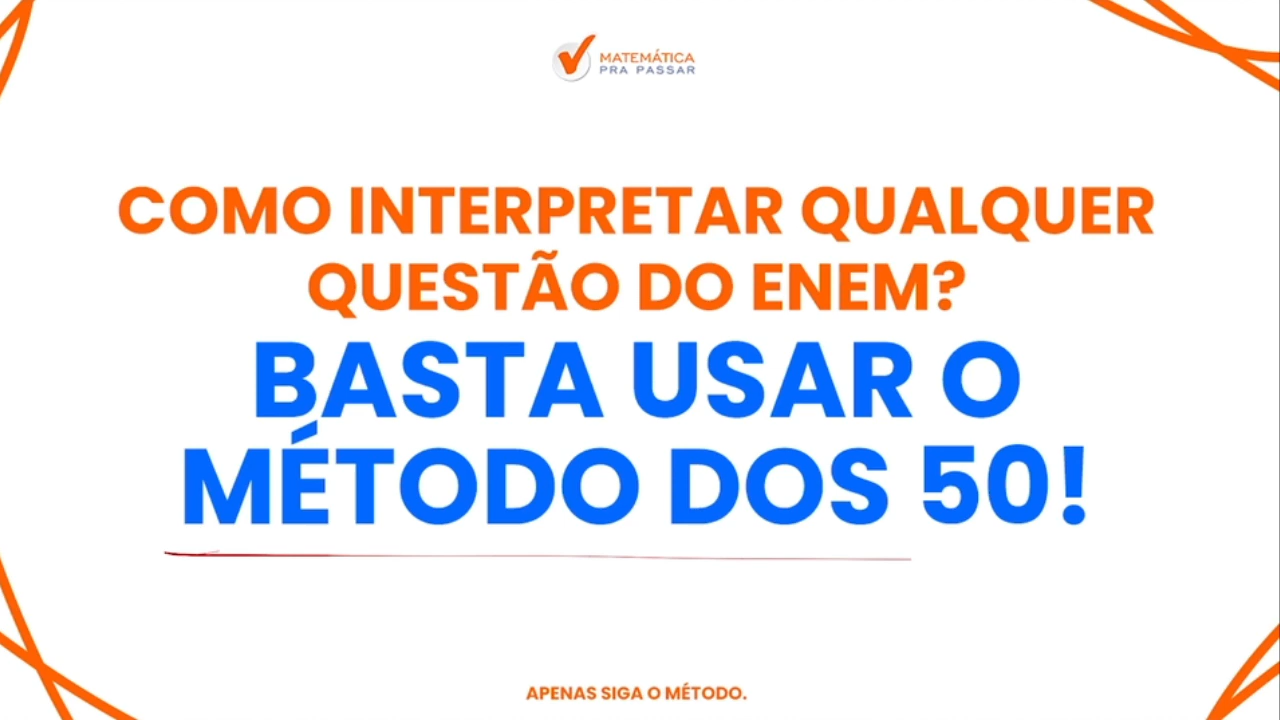 MATEMÁTICA
PRA PASSAR
COMO INTERPRETAR QUALQUER
QUESTÃO DO ENEM?
BASTA USAR O
MÉTODO DOS 50!
APENAS SIGA O MÉTODO.